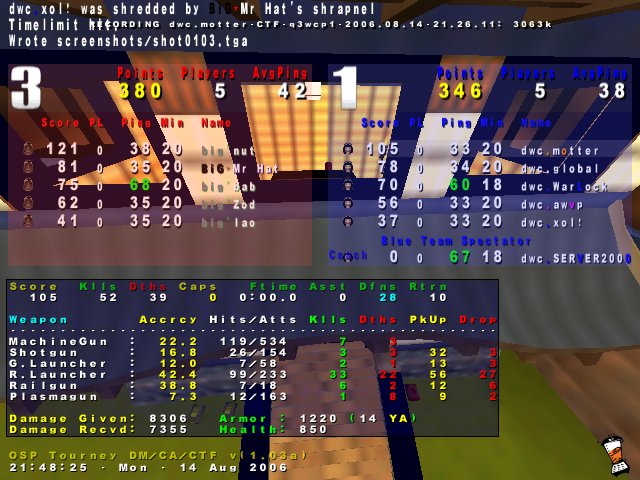 dwc xol! was shredded by BiG·Mr Hat's shrapnel
Timelimit hit.
RECORDING dwc.motter-CTF-q3wcp1-2006.08.14-21.26.11: 3063k
Wrote screenshots/shot0103.tga
3 Points Players AvgPing
380 5 42
Score PL Ping Min Name
121 0 38 20 big'nut
81 0 35 20 BiG·Mr Hat
75 0 68 20 big'Bab
62 0 35 20 big'Zod
41 0 35 20 big'lao
1 Points Players AvgPing
346 5 38
Score PL Ping Min Name
105 0 33 20 dwc.motter
78 0 34 20 dwc.global
70 0 60 18 dwc.WarLock
56 0 33 20 dwc.awvp
37 0 33 20 dwc.xol!
Blue Team Spectator
Coach 0 0 67 18 dwc.SERVER2000
Score Klls Dths Caps Ftime Asst Dfns Rtrn
105 52 39 0 0:00.0 0 28 10
Weapon Accrcy Hits/Atts Klls Dths PkUp Drop
MachineGun : 22.2 119/534 7 3
Shotgun : 16.8 26/154 3 3 32 3
G.Launcher : 12.0 7/58 2 1 8 1
R.Launcher : 42.4 99/233 33 22 56 27
Railgun : 38.8 7/18 6 2 12 6
Plasmagun : 7.3 12/163 1 8 9 2
Damage Given: 8306 Armor : 1220 (14 YA)
Damage Recvd: 7355 Health: 850
OSP Tourney DM/CA/CTF v(1.03a)
21:48:25 · Mon · 14 Aug 2006